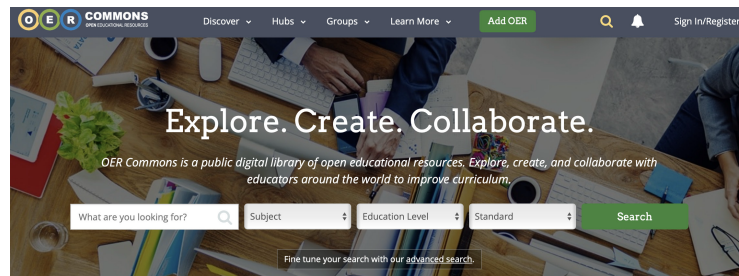 OER COMMONS
OPEN EDUCATIONAL RESOURCES
Discover Hubs Groups Learn More Add OER Sign In/Register
Explore. Create. Collaborate.
OER Commons is a public digital library of open educational resources. Explore, create, and collaborate with
educators around the world to improve curriculum.
What are you looking for? Subject Education Level Standard Search
Fine tune your search with our advanced search.